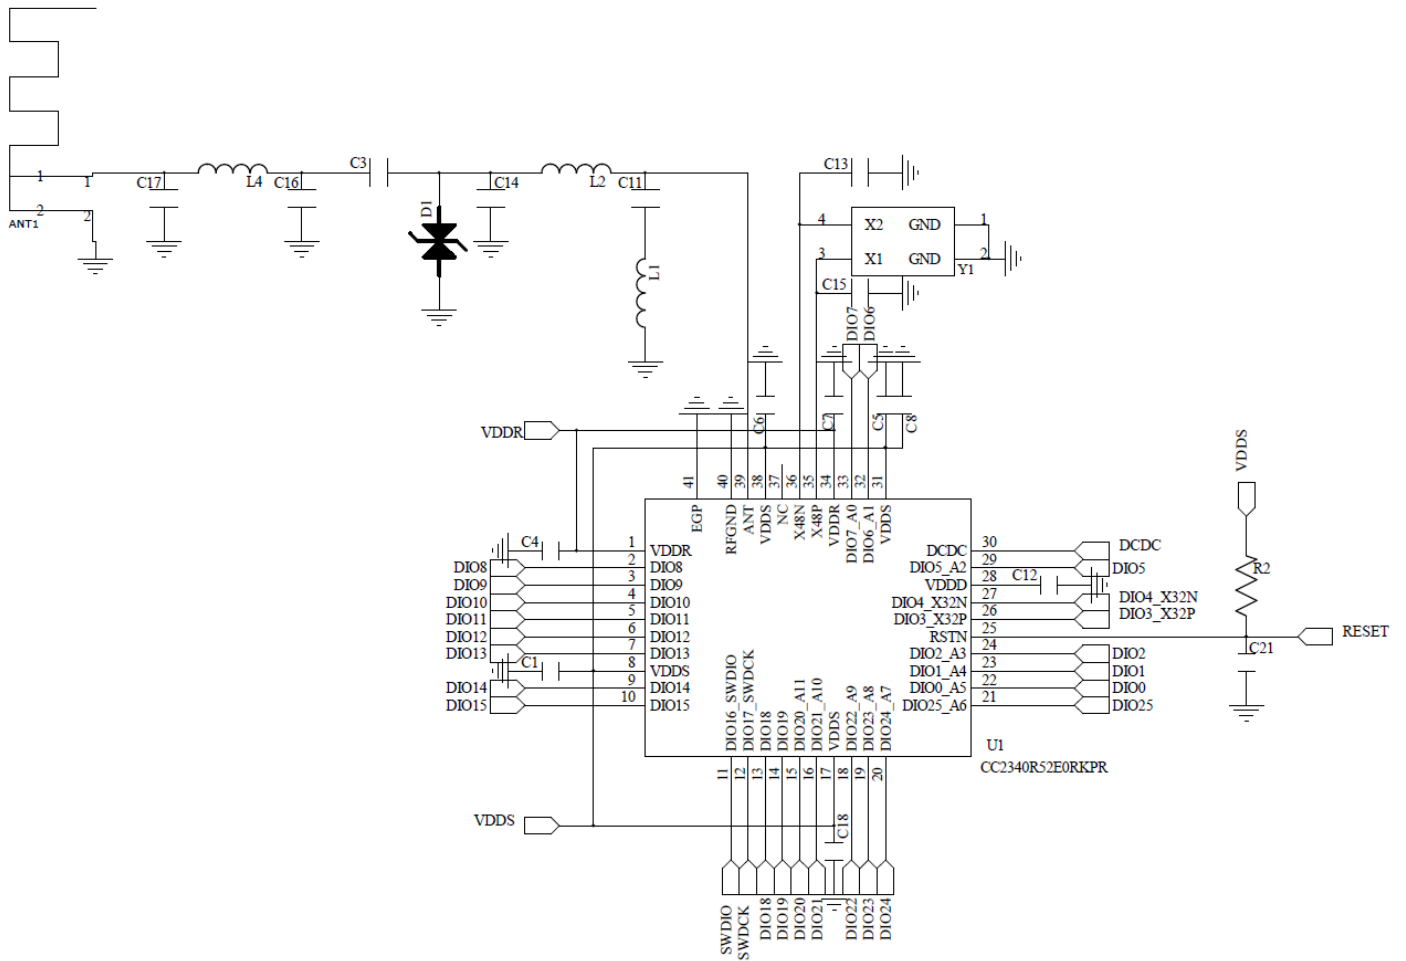 1
1
2
2
ANT1
C17
L4
C16
C3
D1
C14
L2
C11
L1
C13
4
X2
GND
1
3
X1
GND
2
Y1
C15
DIO7
DIO6
C6
C7
C5
C8
VDDR
VDDS
41
40
39
38
37
36
35
34
33
32
31
EGP
RFGND
ANT
VDDS
NC
X48N
X48P
VDDR
DIO7_A0
DIO6_A1
VDDS
C4
1
VDDR
DIO8
2
DIO8
DIO9
3
DIO9
DIO10
4
DIO10
DIO11
5
DIO11
DIO12
6
DIO12
DIO13
7
DIO13
C1
8
VDDS
DIO14
9
DIO14
DIO15
10
DIO15
DCDC
30
DCDC
DIO5_A2
29
DIO5
VDDD
28
C12
DIO4_X32N
27
DIO4_X32N
DIO3_X32P
26
DIO3_X32P
RSTN
25
RESET
R2
C21
DIO2_A3
24
DIO2
DIO1_A4
23
DIO1
DIO0_A5
22
DIO0
DIO25_A6
21
DIO25
DIO16_SWDIO
DIO17_SWDCK
DIO18
DIO19
DIO20_A11
DIO21_A10
VDDS
DIO22_A9
DIO23_A8
DIO24_A7
U1
CC2340R52E0RKPR
11
12
13
14
15
16
17
18
19
20
VDDS
C18
SWDIO
SWDCK
DIO18
DIO19
DIO20
DIO21
DIO22
DIO23
DIO24